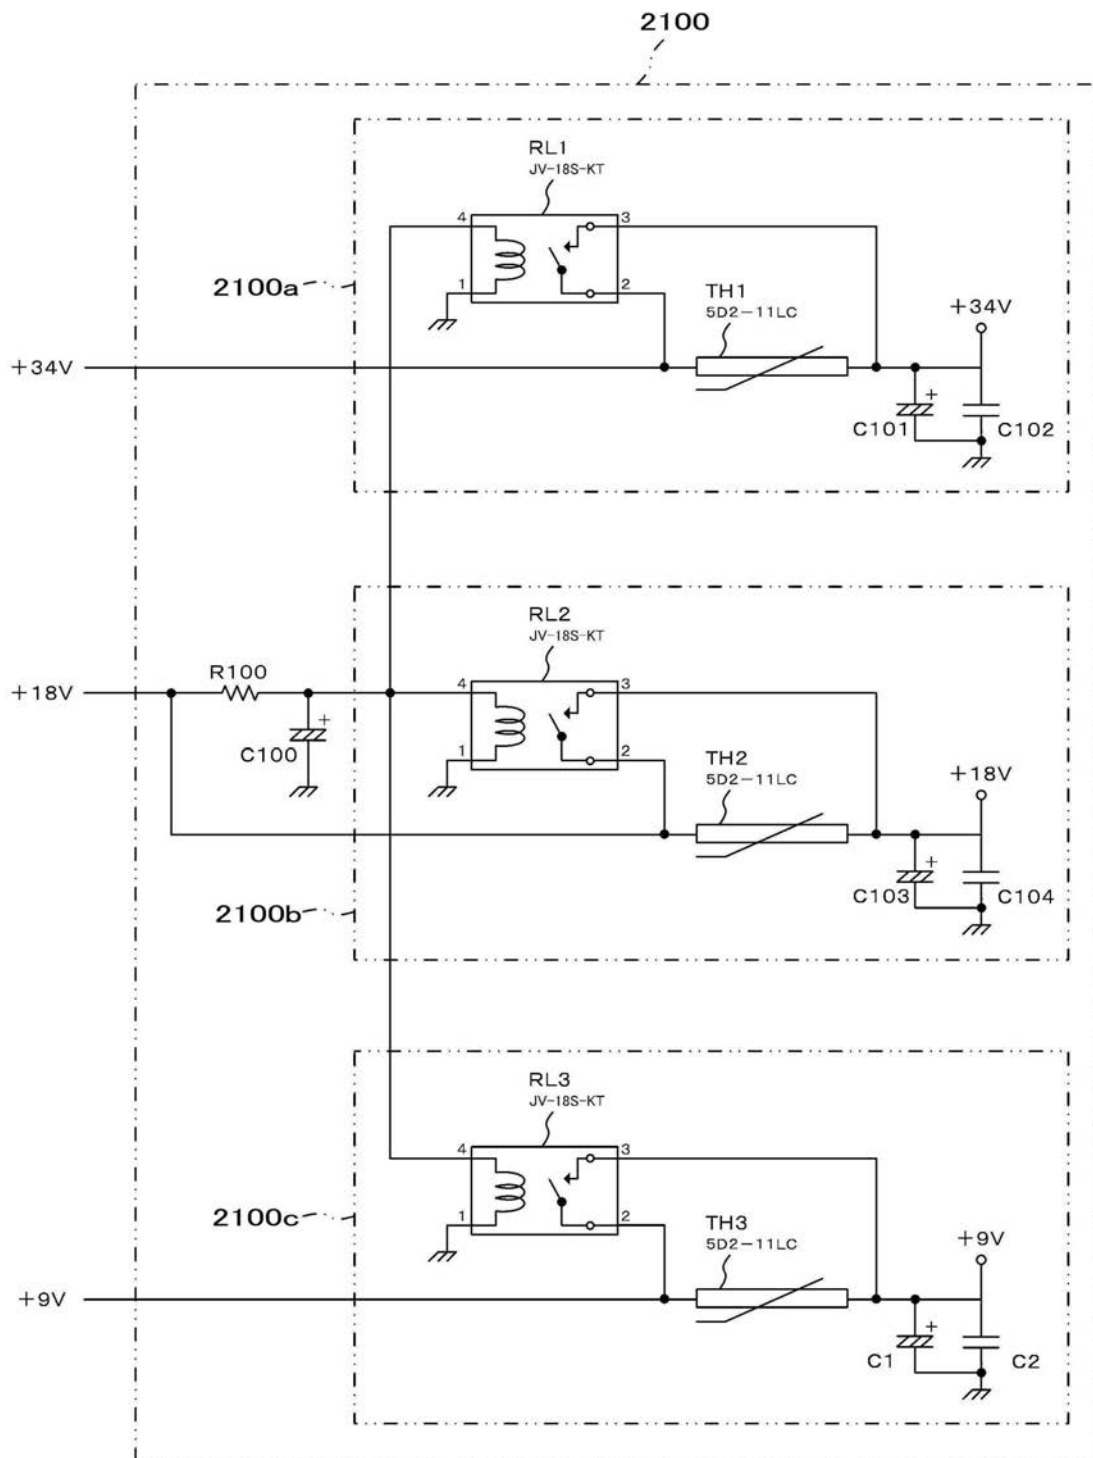 2100
RL1
JV-18S-KT
4
3
1
2
2100a
TH1
5D2-11LC
+34V
+34V
+
C101
C102
RL2
JV-18S-KT
R100
+18V
4
3
+
C100
1
2
TH2
5D2-11LC
+18V
+
C103
C104
2100b
RL3
JV-18S-KT
4
3
2100c
1
2
TH3
5D2-11LC
+9V
+9V
+
C1
C2